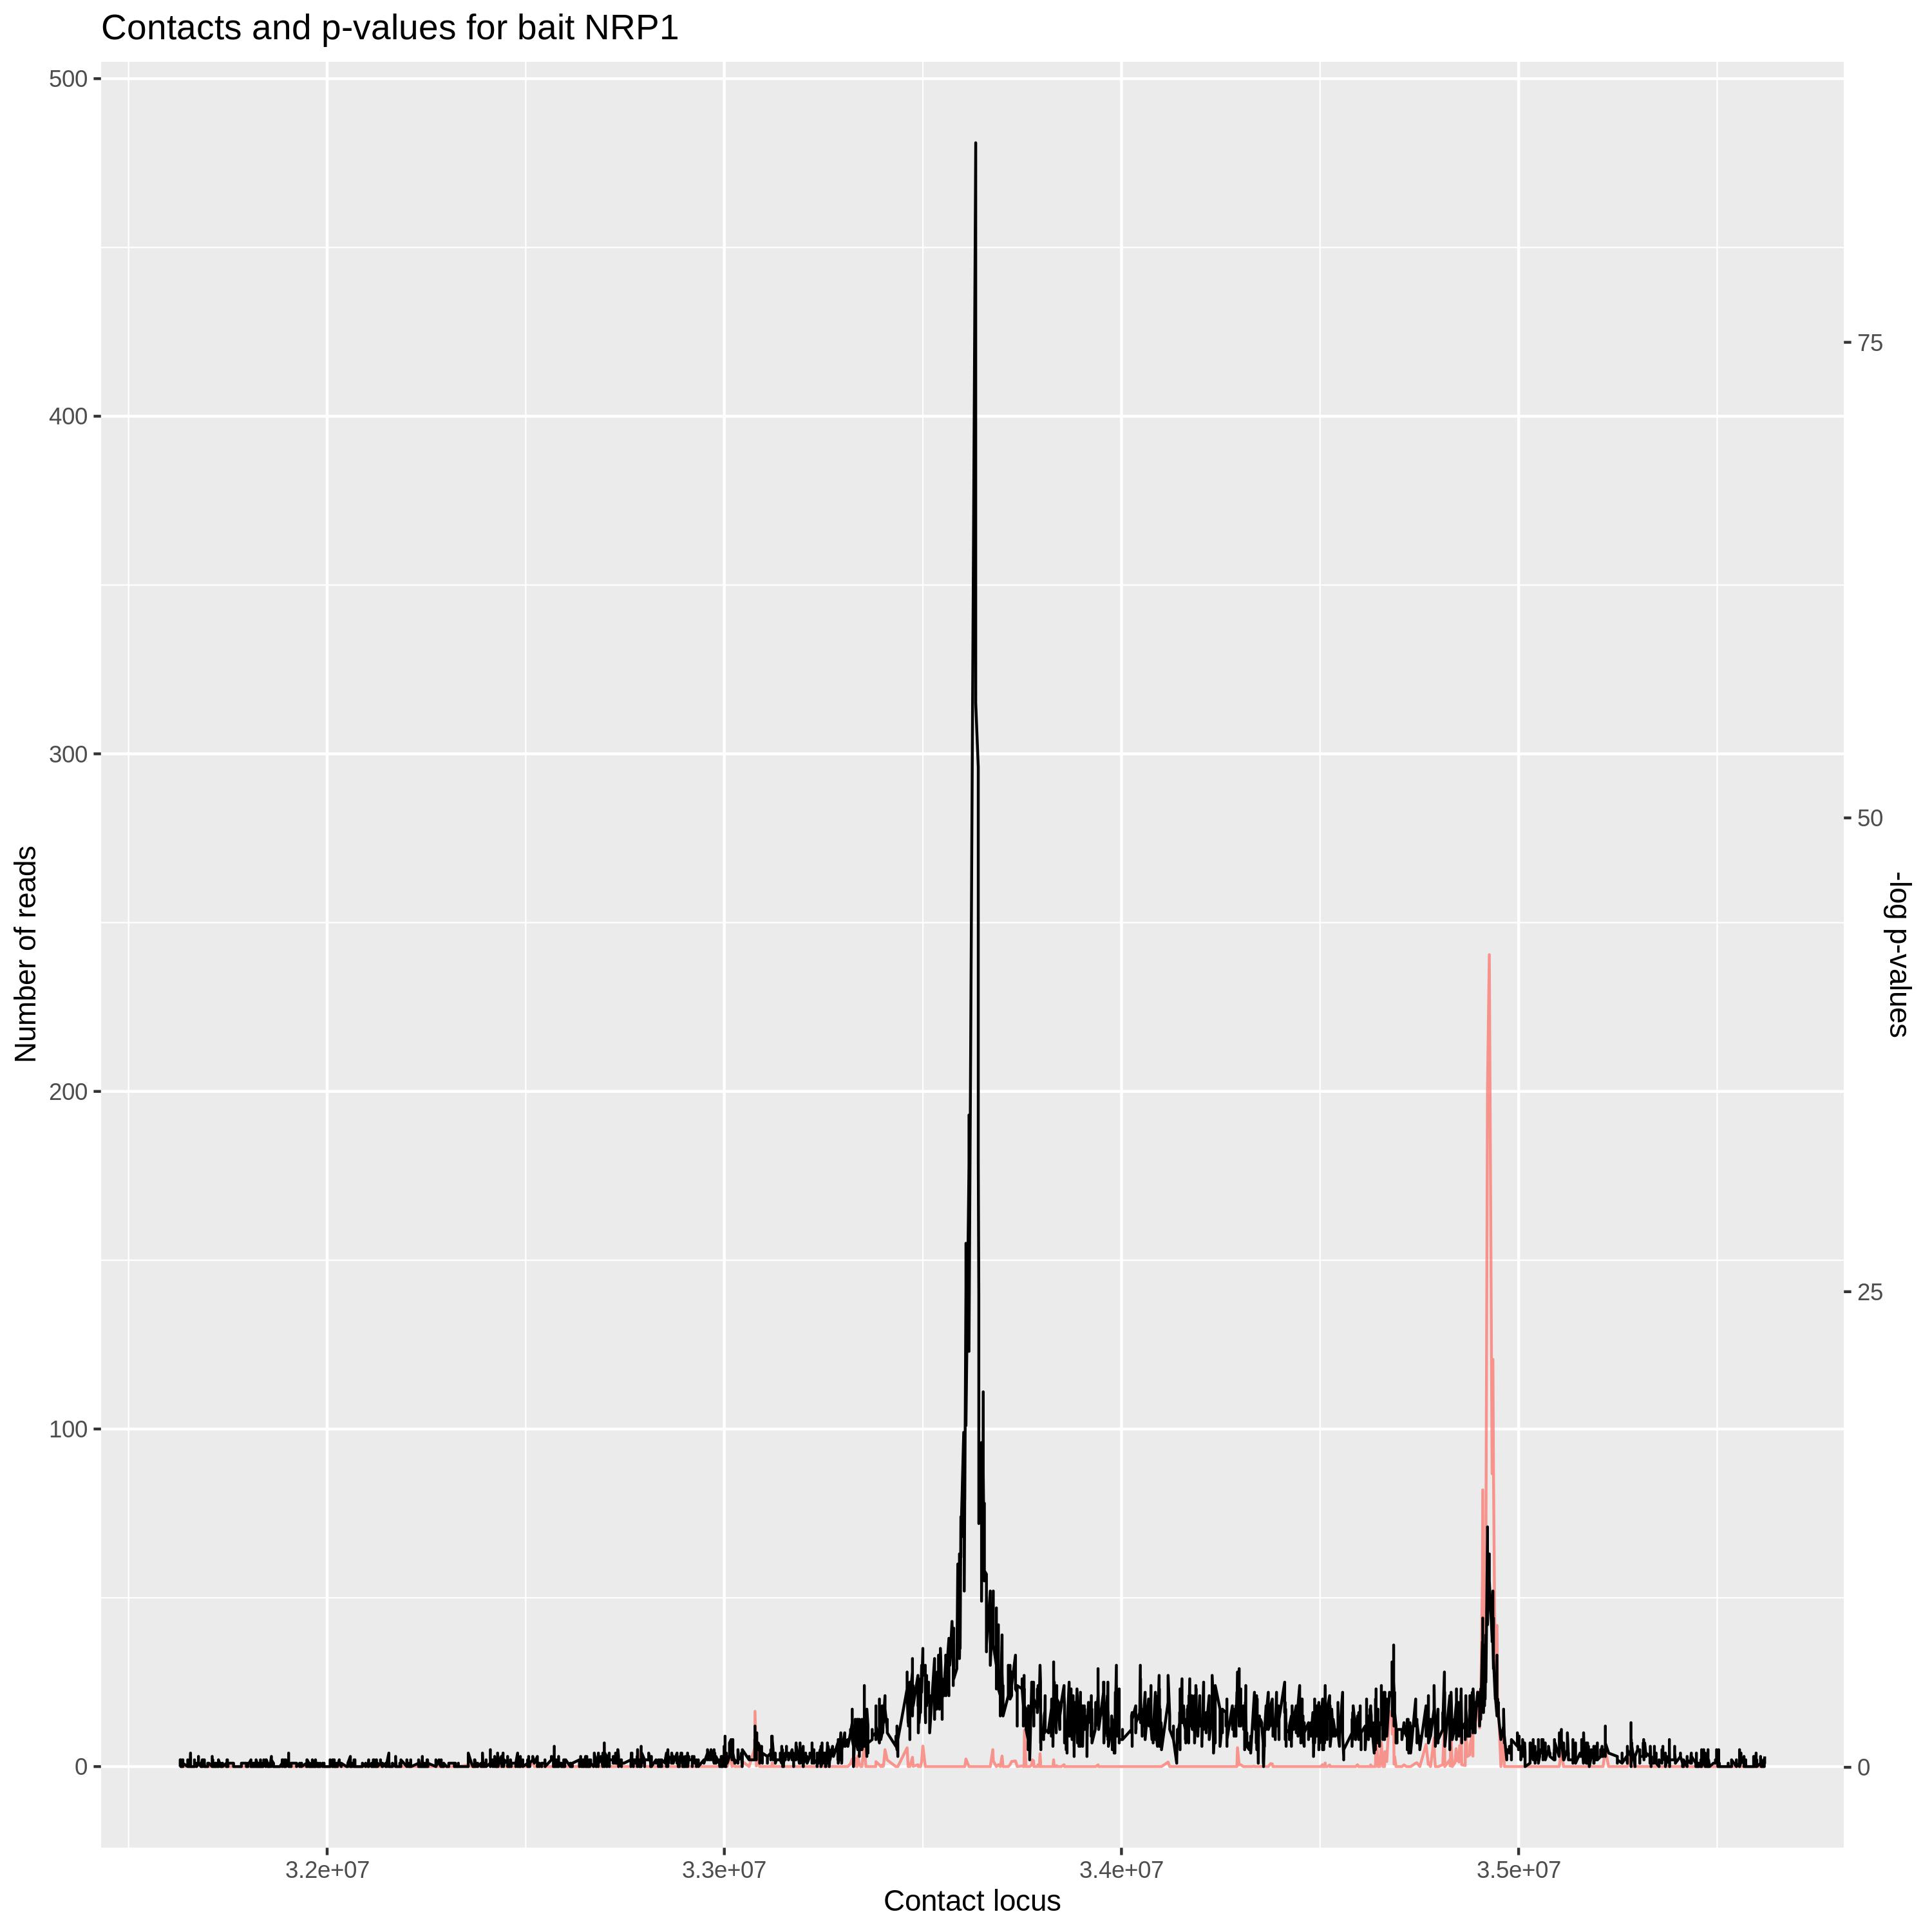 Contacts and p-values for bait NRP1
500
400
300
200
100
0
Number of reads
75
50
25
0
-log p-values
3.2e+07
3.3e+07
3.4e+07
3.5e+07
Contact locus